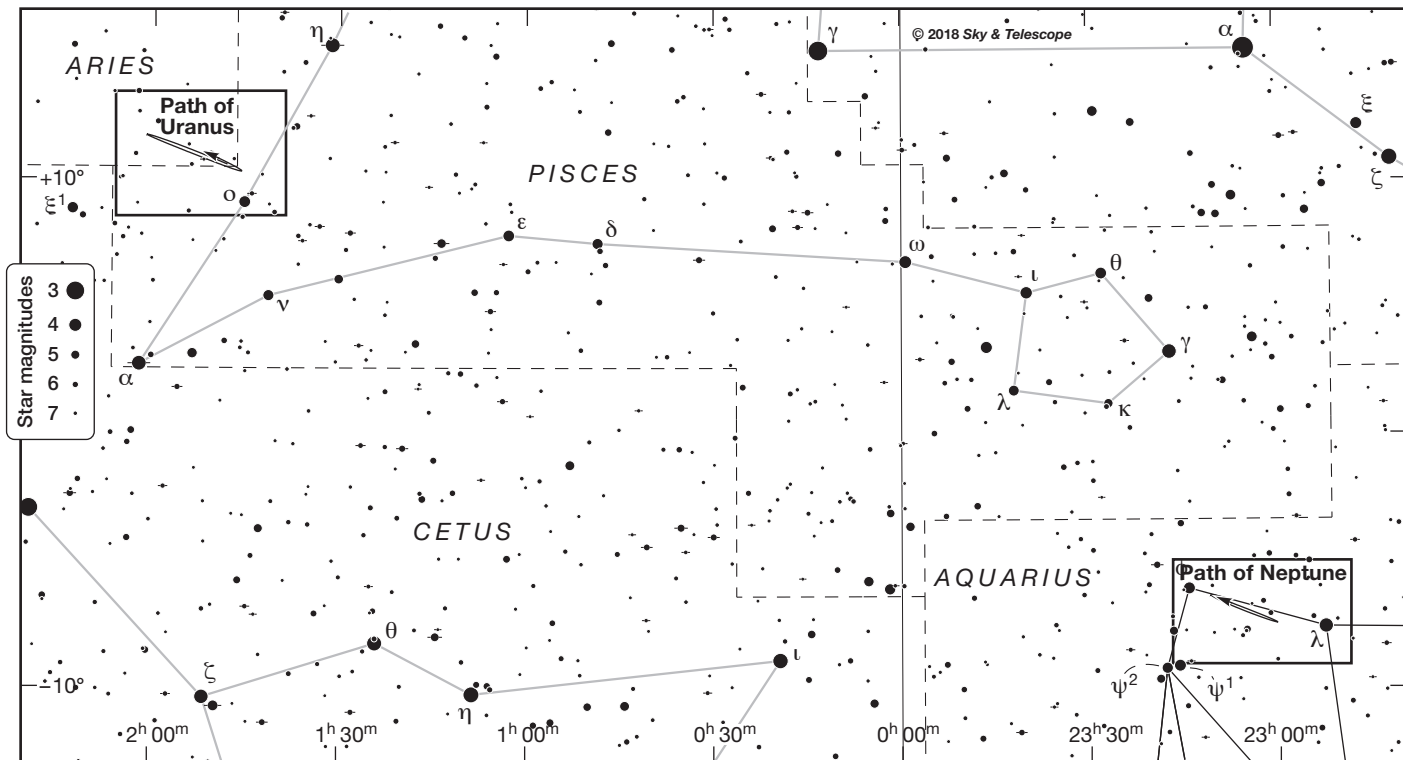 η
γ
© 2018 Sky & Telescope
α
ARIES
Path of
Uranus
ξ
ζ
+10°
PISCES
ξ¹
ο
ε
δ
ω
ι
θ
ν
γ
α
λ
κ
Star magnitudes
3
4
5
6
7
CETUS
AQUARIUS
φ
Path of Neptune
θ
ι
λ
ζ
η
ψ²
ψ¹
−10°
2ʰ 00ᵐ
1ʰ 30ᵐ
1ʰ 00ᵐ
0ʰ 30ᵐ
0ʰ 00ᵐ
23ʰ 30ᵐ
23ʰ 00ᵐ